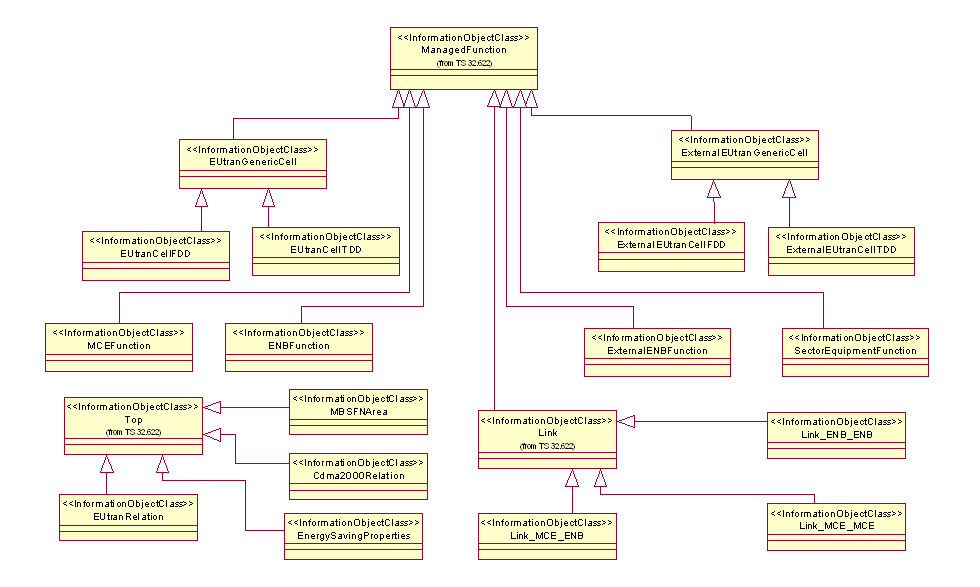 <<InformationObjectClass>>
ManagedFunction
(from TS 32.622)
<<InformationObjectClass>>
EUtranGenericCell
<<InformationObjectClass>>
ExternalEUtranGenericCell
<<InformationObjectClass>>
EUtranCellFDD
<<InformationObjectClass>>
EUtranCellTDD
<<InformationObjectClass>>
ExternalEUtranCellFDD
<<InformationObjectClass>>
ExternalEUtranCellTDD
<<InformationObjectClass>>
MCEFunction
<<InformationObjectClass>>
ENBFunction
<<InformationObjectClass>>
ExternalENBFunction
<<InformationObjectClass>>
SectorEquipmentFunction
<<InformationObjectClass>>
Top
(from TS 32.622)
<<InformationObjectClass>>
MBSFNArea
<<InformationObjectClass>>
Link
(from TS 32.622)
<<InformationObjectClass>>
Link_ENB_ENB
<<InformationObjectClass>>
Cdma2000Relation
<<InformationObjectClass>>
EUtranRelation
<<InformationObjectClass>>
EnergySavingProperties
<<InformationObjectClass>>
Link_MCE_ENB
<<InformationObjectClass>>
Link_MCE_MCE